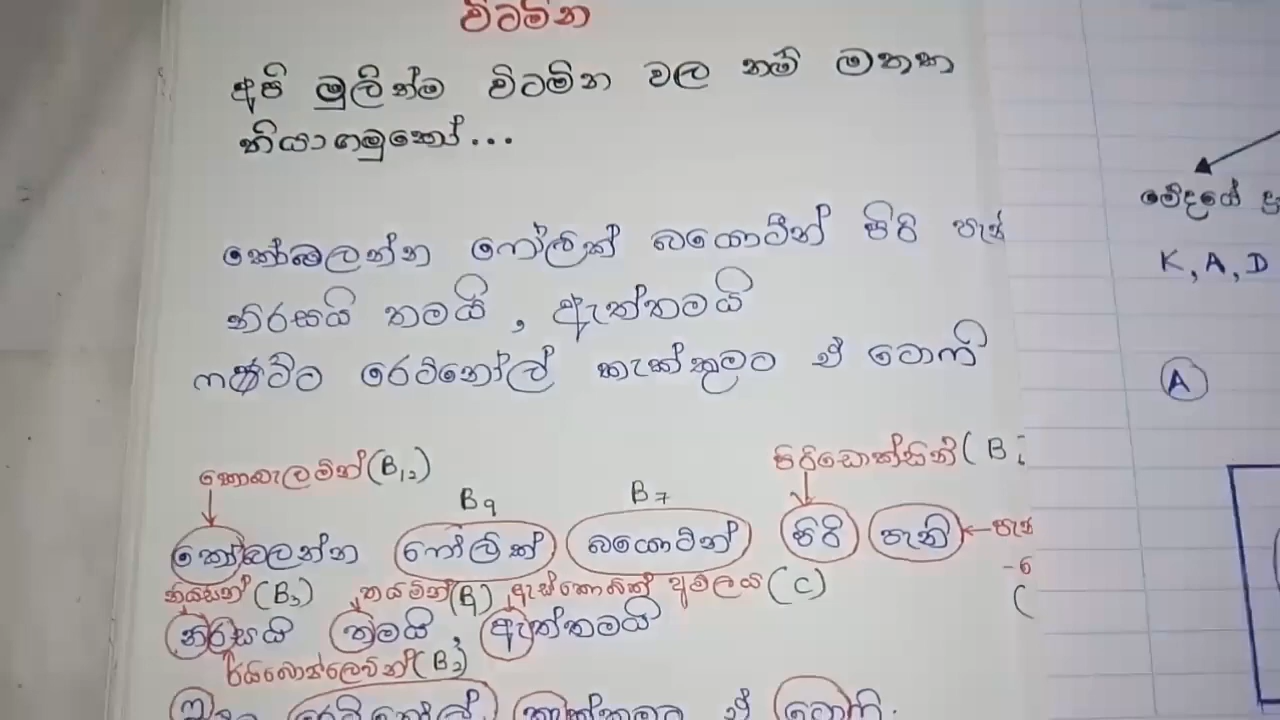 විටමින
අපි මුලින්ම විටමින වල නම් මතක
තියාගමුකෝ...
කෝබලන්න ෆෝලික් බයොටින් පිරි
නිරසයි තමයි, ඇත්තමයි
රෙටිනෝල් කැක්කුමට ඒ ටොෆි
කොබැලමින් (B12)
B9
B7
පිරිඩොක්සින් (B
කෝබලන්න ෆෝලික් බයොටින් පිරි පැනි
නියසින් (B3) තයමින් (B1) ඇස්කොබික් අම්ලය (C)
නිරසයි තමයි, ඇත්තමයි
රයිබොෆ්ලෙවින් (B2)
රෙටිනෝල් කැක්කුමට ඒ ටොෆි.
මේදයේ ද්‍ර
K, A, D
A